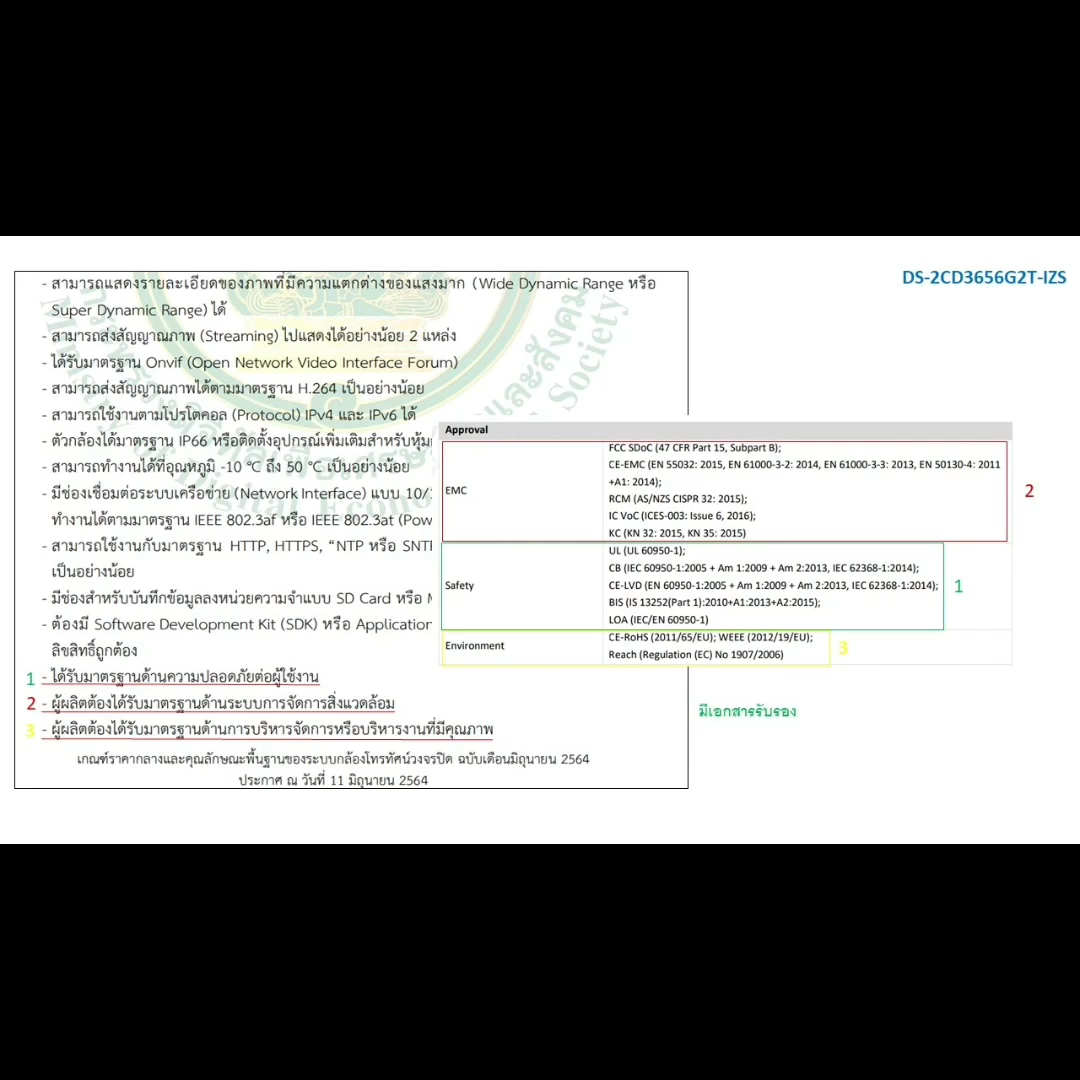 DS-2CD3656G2T-IZS
- สามารถแสดงรายละเอียดของภาพที่มีความแตกต่างของแสงมาก (Wide Dynamic Range หรือ
Super Dynamic Range) ได้
- สามารถส่งสัญญาณภาพ (Streaming) ไปแสดงได้อย่างน้อย 2 แหล่ง
- ได้รับมาตรฐาน Onvif (Open Network Video Interface Forum)
- สามารถส่งสัญญาณภาพได้ตามมาตรฐาน H.264 เป็นอย่างน้อย
- สามารถใช้งานตามโปรโตคอล (Protocol) IPv4 และ IPv6 ได้
- ตัวกล้องได้มาตรฐาน IP66 หรือติดตั้งอุปกรณ์เพิ่มเติมสำหรับหุ้ม
- สามารถทำงานได้ที่อุณหภูมิ -10 °C ถึง 50 °C เป็นอย่างน้อย
- มีช่องเชื่อมต่อระบบเครือข่าย (Network Interface) แบบ 10/
ทำงานได้ตามมาตรฐาน IEEE 802.3af หรือ IEEE 802.3at (Pow
- สามารถใช้งานกับมาตรฐาน HTTP, HTTPS, “NTP หรือ SNT
เป็นอย่างน้อย
- มีช่องสำหรับบันทึกข้อมูลลงหน่วยความจำแบบ SD Card หรือ
- ต้องมี Software Development Kit (SDK) หรือ Application
ลิขสิทธิ์ถูกต้อง
1 - ได้รับมาตรฐานด้านความปลอดภัยต่อผู้ใช้งาน
2 - ผู้ผลิตต้องได้รับมาตรฐานด้านระบบการจัดการสิ่งแวดล้อม
3 - ผู้ผลิตต้องได้รับมาตรฐานด้านการบริหารจัดการหรือบริหารงานที่มีคุณภาพ
เกณฑ์ราคากลางและคุณลักษณะพื้นฐานของระบบกล้องโทรทัศน์วงจรปิด ฉบับเดือนมิถุนายน 2564
ประกาศ ณ วันที่ 11 มิถุนายน 2564
Approval
EMC
FCC SDoC (47 CFR Part 15, Subpart B);
CE-EMC (EN 55032: 2015, EN 61000-3-2: 2014, EN 61000-3-3: 2013, EN 50130-4: 2011
+A1: 2014);
RCM (AS/NZS CISPR 32: 2015);
IC VoC (ICES-003: Issue 6, 2016);
KC (KN 32: 2015, KN 35: 2015)
2
Safety
UL (UL 60950-1);
CB (IEC 60950-1:2005 + Am 1:2009 + Am 2:2013, IEC 62368-1:2014);
CE-LVD (EN 60950-1:2005 + Am 1:2009 + Am 2:2013, IEC 62368-1:2014);
BIS (IS 13252(Part 1):2010+A1:2013+A2:2015);
LOA (IEC/EN 60950-1)
1
Environment
CE-RoHS (2011/65/EU); WEEE (2012/19/EU);
Reach (Regulation (EC) No 1907/2006)
3
มีเอกสารรับรอง